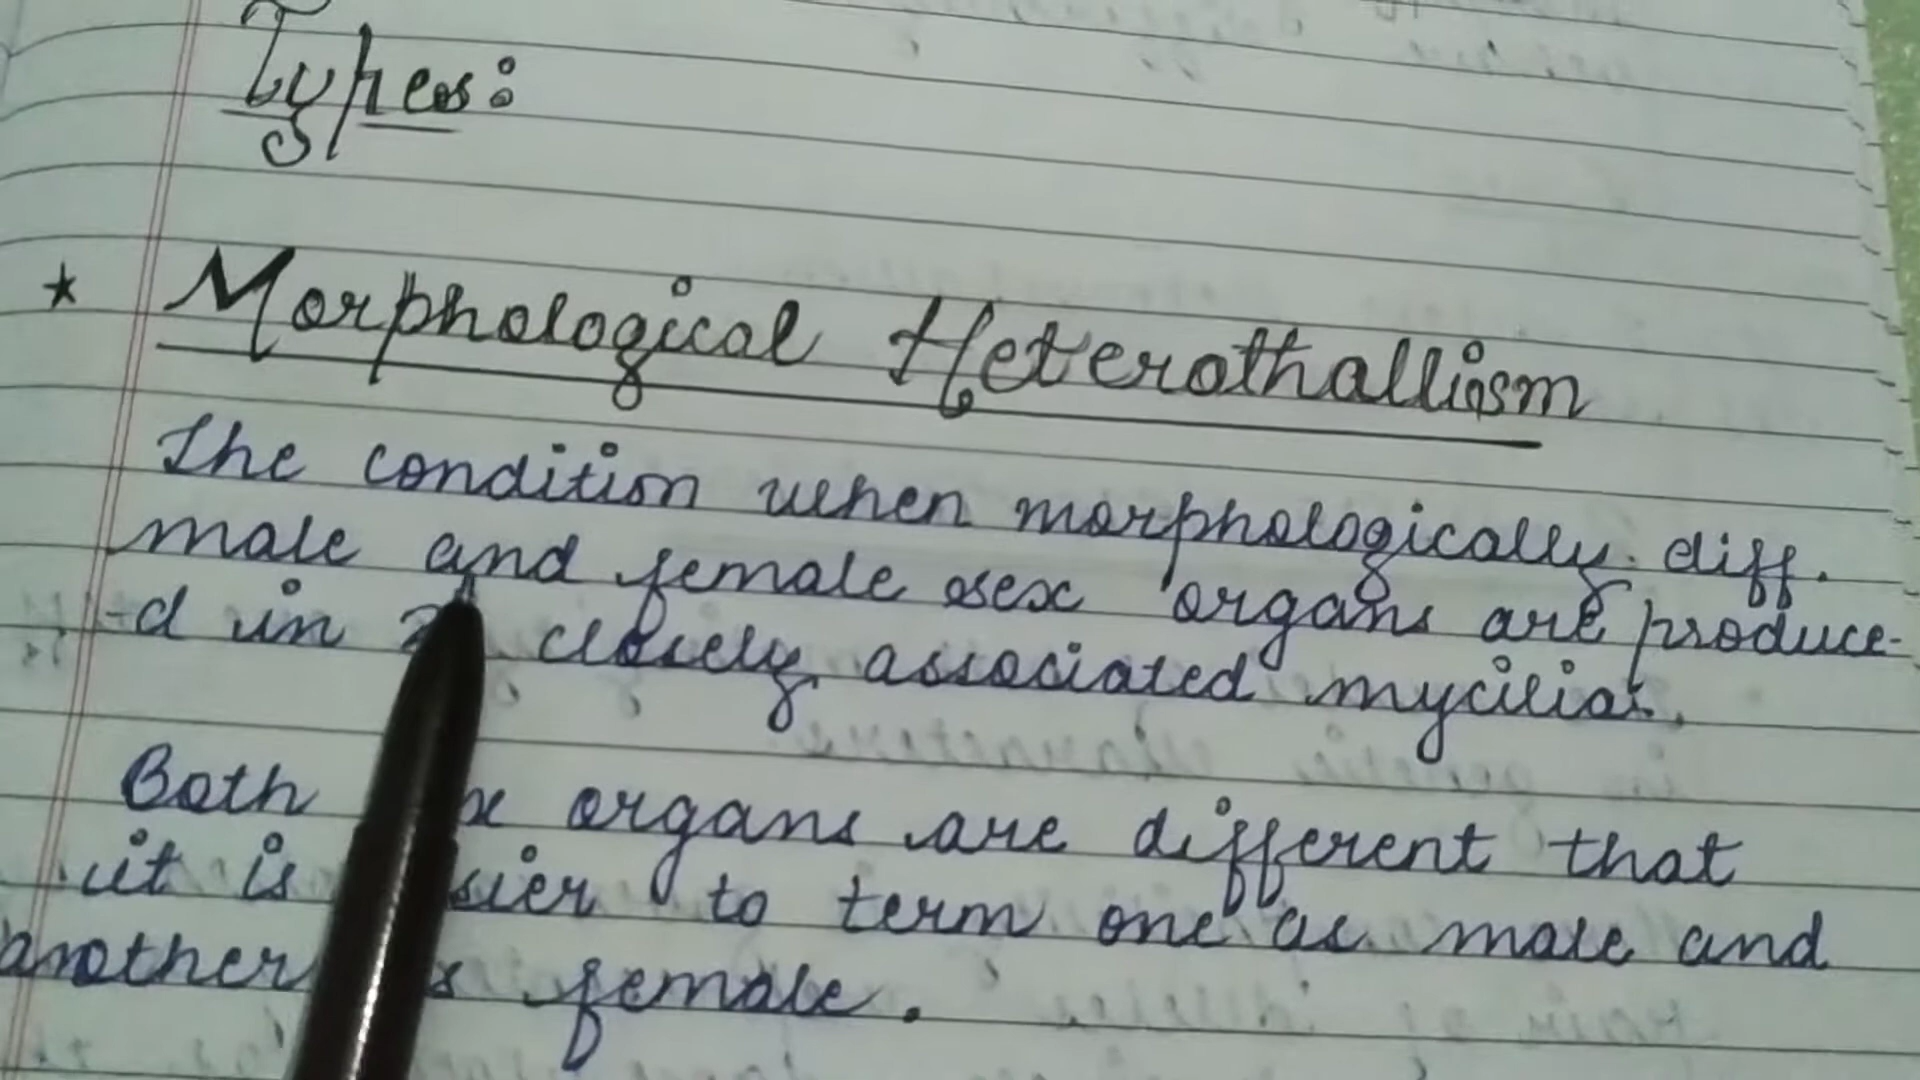 Types:
* Morphological Heterothallism
The condition when morphologically diff.
male and female sex organs are produce-
-d in 2 closely associated mycilia.
Both organs are different that
it is to term one as male and
another female.